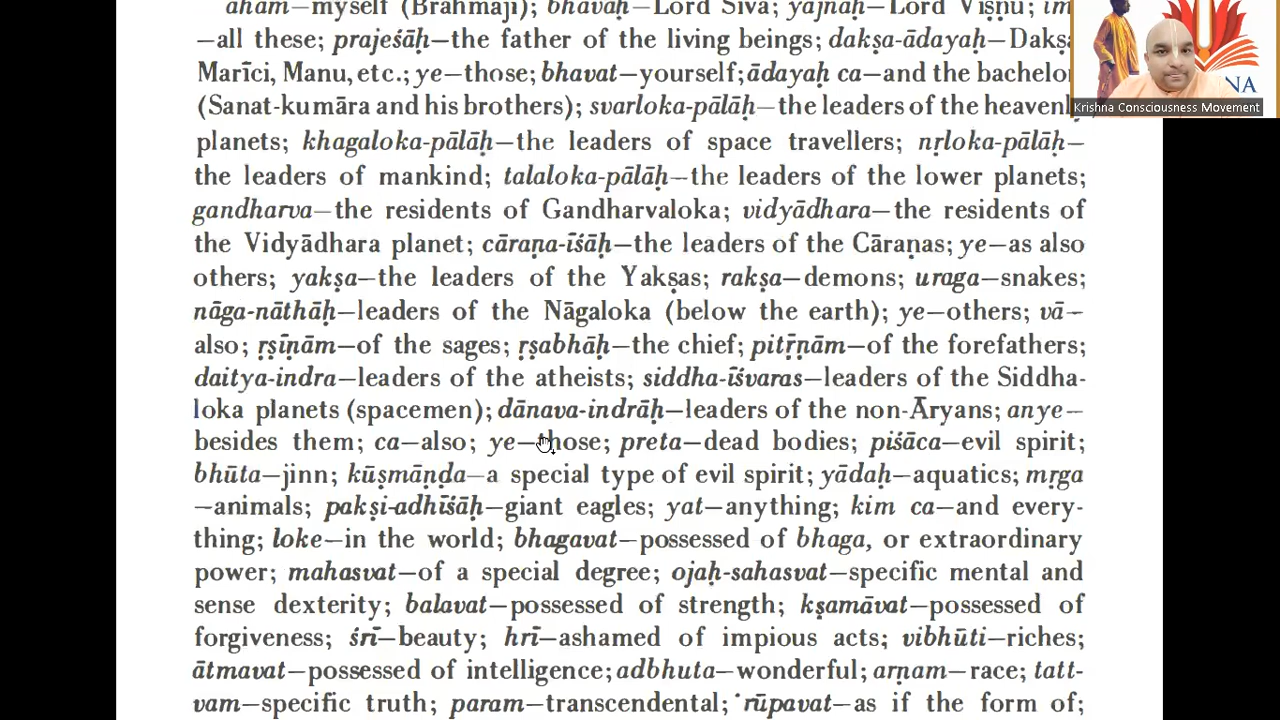 aham—myself (Brahmājī); bhavaḥ—Lord Śiva; yajñaḥ—Lord Viṣṇu;
—all these; prajeśāḥ—the father of the living beings; dakṣa-ādayaḥ—Dakṣa
Marīci, Manu, etc.; ye—those; bhavat—yourself; ādayaḥ ca—and the bachelo
(Sanat-kumāra and his brothers); svarloka-pālāḥ—the leaders of the heavenl
planets; khagaloka-pālāḥ—the leaders of space travellers; nṛloka-pālāḥ—
the leaders of mankind; talaloka-pālāḥ—the leaders of the lower planets;
gandharva—the residents of Gandharvaloka; vidyādhara—the residents of
the Vidyādhara planet; cāraṇa-īśāḥ—the leaders of the Cāraṇas; ye—as also
others; yakṣa—the leaders of the Yakṣas; rakṣa—demons; uraga—snakes;
nāga-nāthāḥ—leaders of the Nāgaloka (below the earth); ye—others; vā—
also; ṛṣīṇām—of the sages; ṛṣabhāḥ—the chief; pitṝṇām—of the forefathers;
daitya-indra—leaders of the atheists; siddha-īśvaras—leaders of the Siddha-
loka planets (spacemen); dānava-indrāḥ—leaders of the non-Āryans; anye—
besides them; ca—also; ye—those; preta—dead bodies; piśāca—evil spirit;
bhūta—jinn; kūṣmāṇḍa—a special type of evil spirit; yādaḥ—aquatics; mṛga
—animals; pakṣi-adhīśāḥ—giant eagles; yat—anything; kim ca—and every-
thing; loke—in the world; bhagavat—possessed of bhaga, or extraordinary
power; mahasvat—of a special degree; ojaḥ-sahasvat—specific mental and
sense dexterity; balavat—possessed of strength; kṣamāvat—possessed of
forgiveness; śrī—beauty; hrī—ashamed of impious acts; vibhūti—riches;
ātmavat—possessed of intelligence; adbhuta—wonderful; arṇam—race; tatt-
vam—specific truth; param—transcendental; rūpavat—as if the form of;
NA
Krishna Consciousness Movement